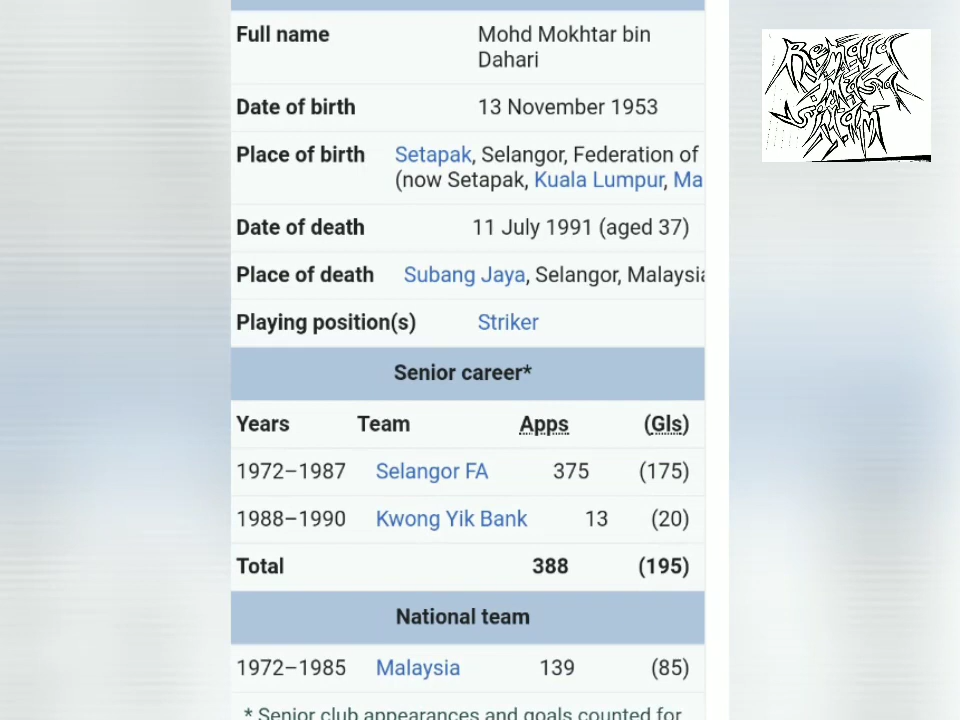 Full name Mohd Mokhtar bin
Dahari
Date of birth 13 November 1953
Place of birth Setapak, Selangor, Federation of
(now Setapak, Kuala Lumpur, Ma
Date of death 11 July 1991 (aged 37)
Place of death Subang Jaya, Selangor, Malaysia
Playing position(s) Striker
Senior career*
Years Team Apps (Gls)
1972–1987 Selangor FA 375 (175)
1988–1990 Kwong Yik Bank 13 (20)
Total 388 (195)
National team
1972–1985 Malaysia 139 (85)
* Senior club appearances and goals counted for